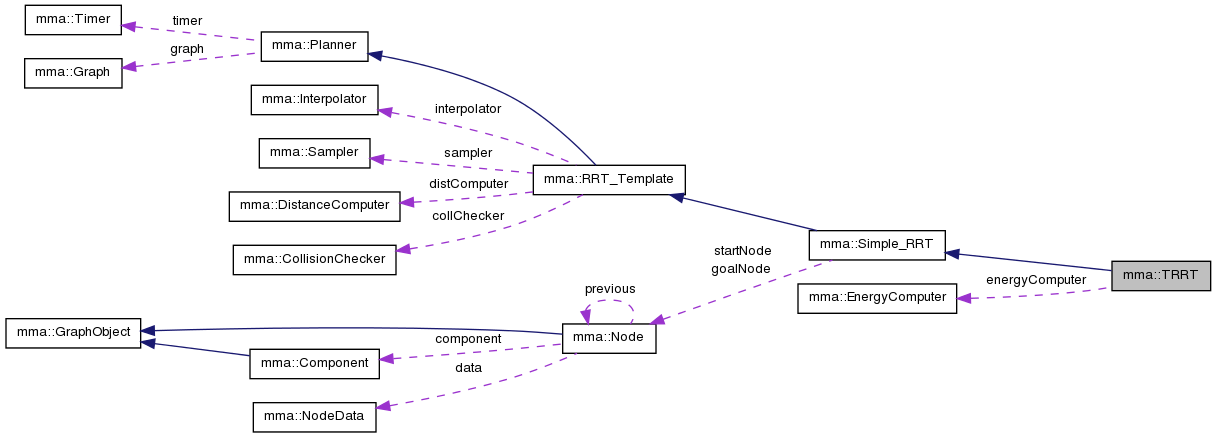 mma::Timer
timer
mma::Planner
graph
mma::Graph
mma::Interpolator
interpolator
mma::Sampler
sampler
mma::RRT_Template
distComputer
mma::DistanceComputer
collChecker
mma::CollisionChecker
mma::Simple_RRT
startNode
goalNode
mma::TRRT
energyComputer
mma::EnergyComputer
previous
mma::GraphObject
mma::Node
component
mma::Component
data
mma::NodeData